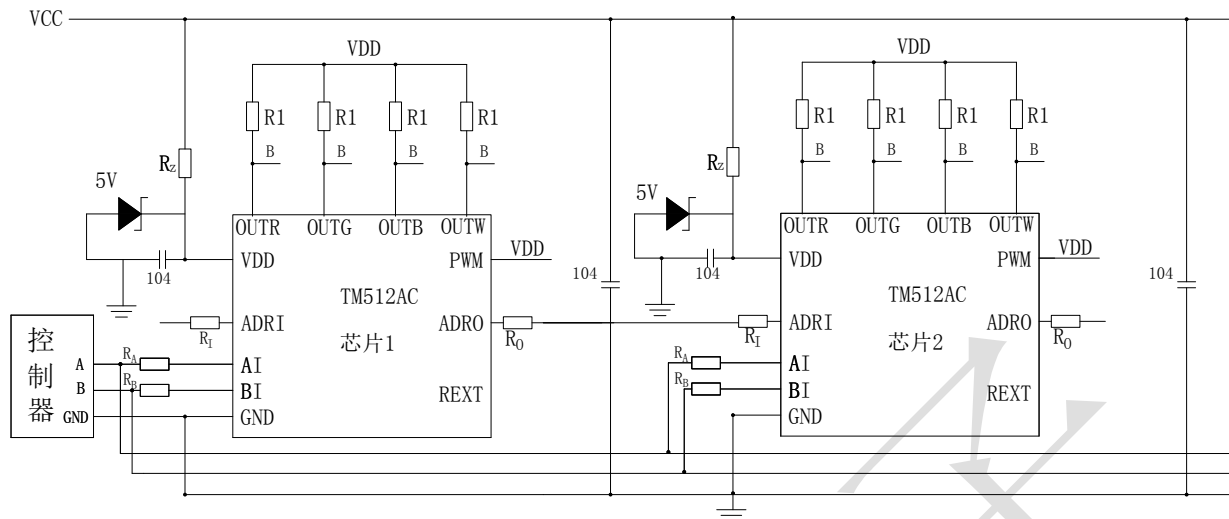 VCC
VDD
VDD
R1 R1 R1 R1
R1 R1 R1 R1
B B B B
B B B B
RZ
RZ
5V
5V
OUTR OUTG OUTB OUTW
OUTR OUTG OUTB OUTW
VDD PWM VDD
VDD PWM VDD
104
104
104
104
TM512AC
TM512AC
ADRI ADRO
ADRI ADRO
RI
RO
RI
RO
芯片1
芯片2
控制器
A
B
GND
RA
RB
RA
RB
AI
BI
GND
REXT
AI
BI
GND
REXT